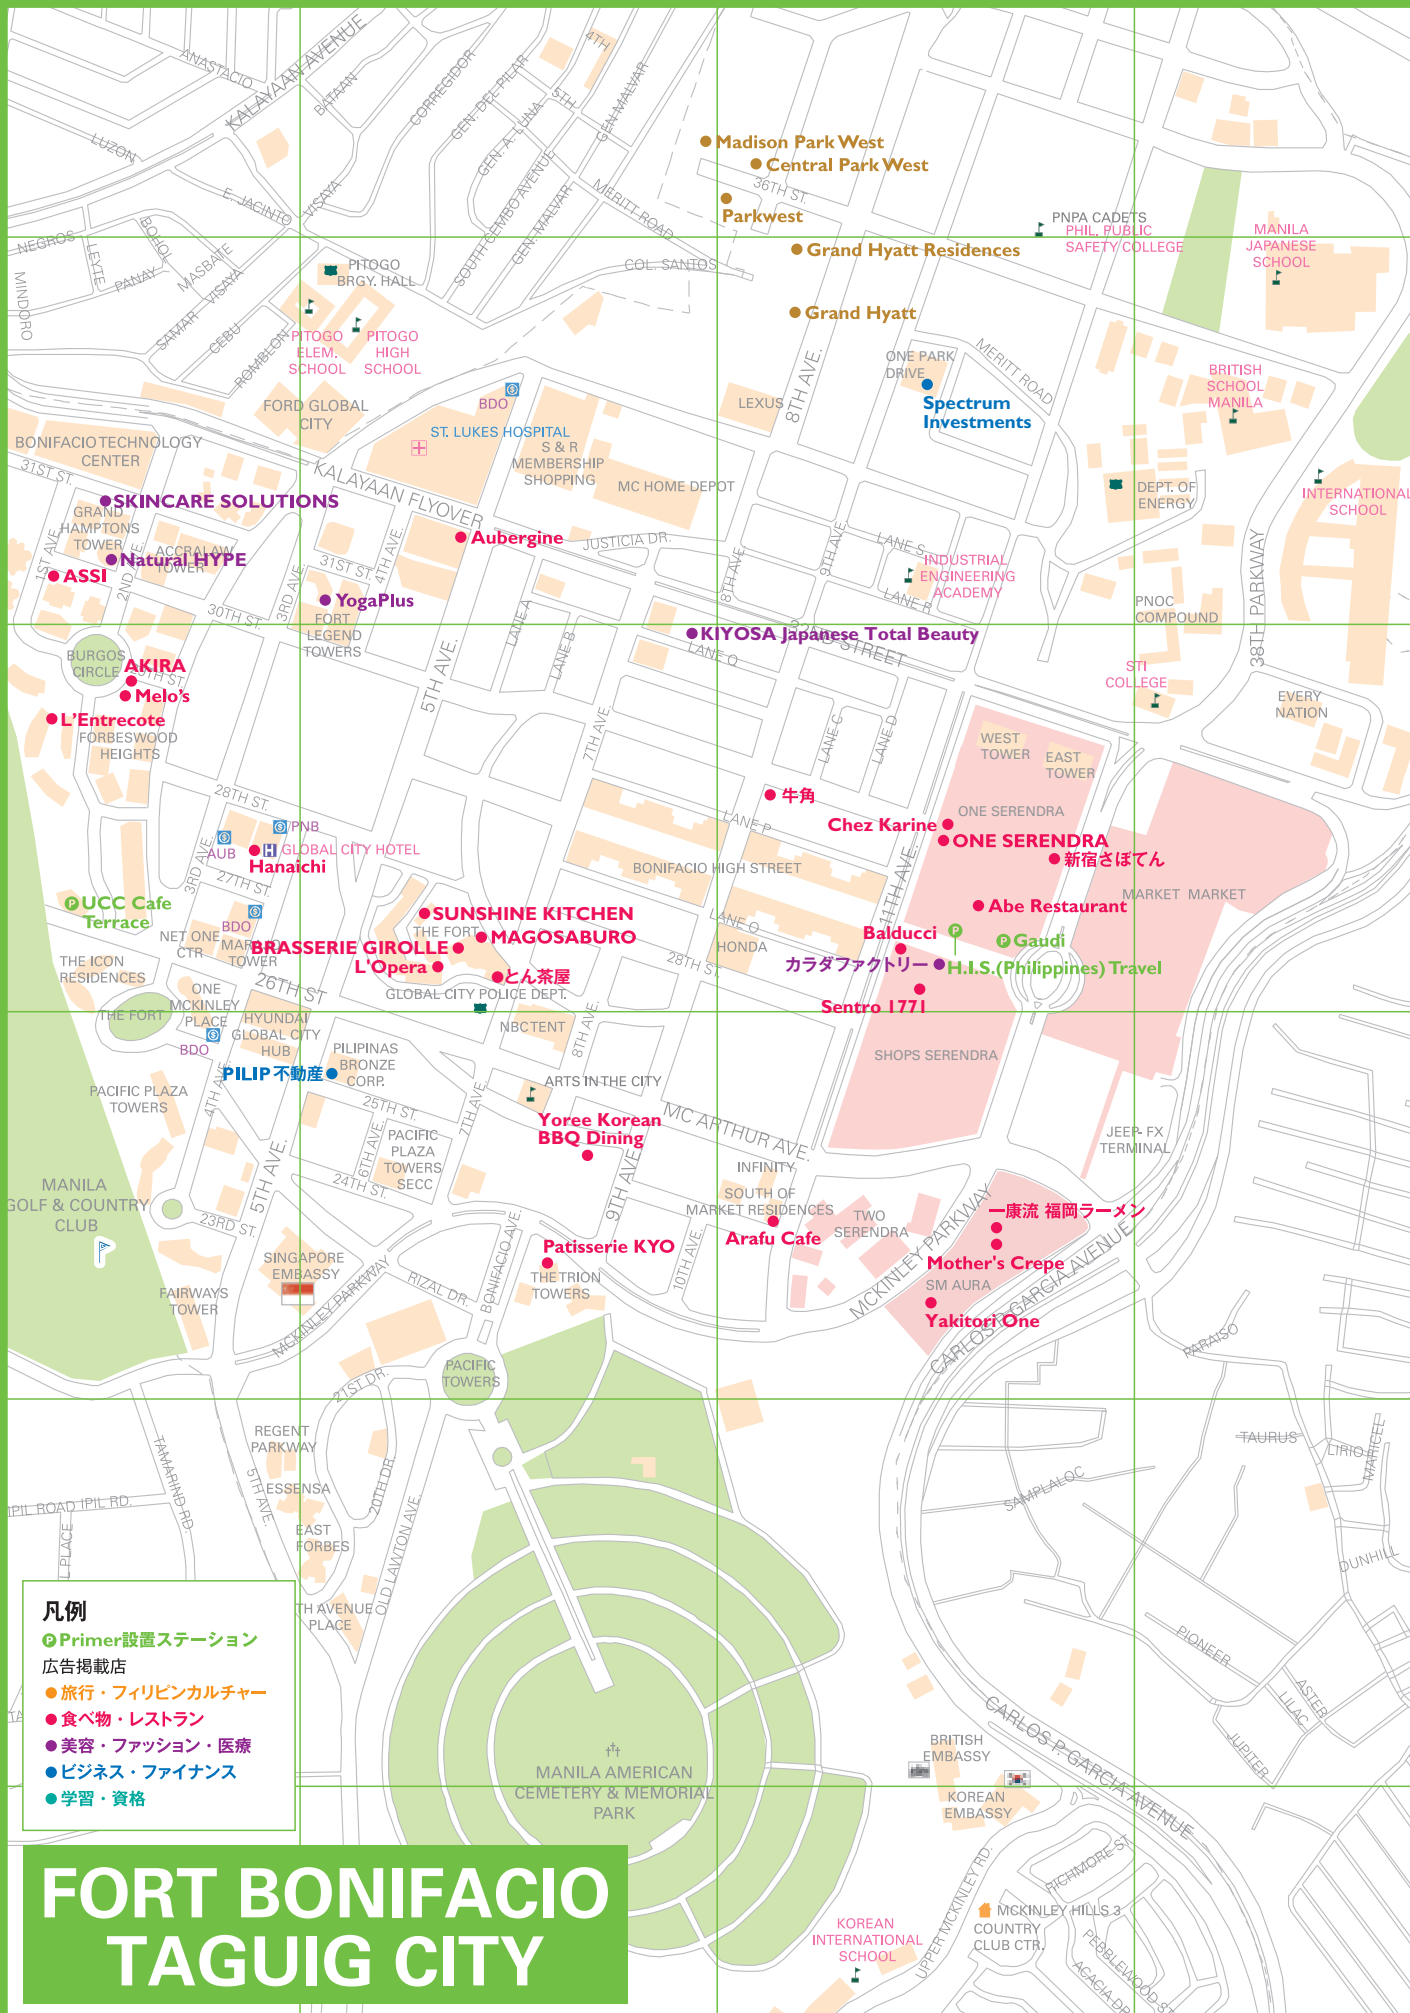 ANASTACIO
KALAYAAN AVENUE
BATAAN
CORREGIDOR
GEN. DEL PILAR
4TH
5TH
GEN. A. LUNA
GEN. MALVAR
LUZON
E. JACINTO
VISAYA
SOUTH CEMBO AVENUE
GEN. MALVAR
MERITT ROAD
Madison Park West
Central Park West
36TH ST.
Parkwest
PNPA CADETS
PHIL. PUBLIC
SAFETY COLLEGE
MANILA
JAPANESE
SCHOOL
NEGROS
LEYTE
BOHOL
PANAY
MASBATE
VISAYA
MINDORO
SAMAR
CEBU
ROMBLON
PITOGO
BRGY. HALL
COL. SANTOS
Grand Hyatt Residences
Grand Hyatt
PITOGO
ELEM.
SCHOOL
PITOGO
HIGH
SCHOOL
8TH AVE.
ONE PARK
DRIVE
MERITT ROAD
Spectrum
Investments
BRITISH
SCHOOL
MANILA
BDO
LEXUS
FORD GLOBAL
CITY
ST. LUKES HOSPITAL
S & R
MEMBERSHIP
SHOPPING
MC HOME DEPOT
BONIFACIO TECHNOLOGY
CENTER
31ST ST.
KALAYAAN FLYOVER
DEPT. OF
ENERGY
INTERNATIONAL
SCHOOL
SKINCARE SOLUTIONS
GRAND
HAMPTONS
TOWER
Natural HYPE
ACCRALAW
TOWER
ASSI
1ST AVE.
2ND AVE.
3RD AVE.
4TH AVE.
31ST ST.
Aubergine
JUSTICIA DR.
8TH AVE.
9TH AVE.
LANE S
LANE R
INDUSTRIAL
ENGINEERING
ACADEMY
38TH PARKWAY
PNOC
COMPOUND
YogaPlus
FORT
LEGEND
TOWERS
30TH ST.
LANE A
LANE B
KIYOSA Japanese Total Beauty
32ND STREET
LANE Q
BURGOS
CIRCLE
AKIRA
Melo's
L'Entrecote
FORBESWOOD
HEIGHTS
5TH AVE.
7TH AVE.
LANE C
LANE D
STI
COLLEGE
EVERY
NATION
WEST
TOWER
EAST
TOWER
ONE SERENDRA
28TH ST.
PNB
AUB
GLOBAL CITY HOTEL
Hanaichi
27TH ST.
3RD AVE.
牛角
LANE P
Chez Karine
ONE SERENDRA
新宿さぼてん
BONIFACIO HIGH STREET
11TH AVE.
MARKET MARKET
UCC Cafe
Terrace
BDO
NET ONE
CTR
SUNSHINE KITCHEN
THE FORT
MAGOSABURO
BRASSERIE GIROLLE
L'Opera
とん茶屋
LANE O
HONDA
28TH ST.
Abe Restaurant
Balducci
Gaudi
カラダファクトリー
H.I.S.(Philippines) Travel
Sentro 1771
THE ICON
RESIDENCES
26TH ST
GLOBAL CITY POLICE DEPT.
ONE
MCKINLEY
PLACE
THE FORT
HYUNDAI
GLOBAL CITY
HUB
BDO
NBC TENT
8TH AVE.
SHOPS SERENDRA
PILIPINAS
BRONZE
CORP.
PILIP 不動産
PACIFIC PLAZA
TOWERS
4TH AVE.
25TH ST.
7TH AVE.
ARTS IN THE CITY
MC ARTHUR AVE.
Yoree Korean
BBQ Dining
6TH AVE.
PACIFIC
PLAZA
TOWERS
SECC
JEEP- FX
TERMINAL
5TH AVE.
24TH ST.
9TH AVE.
INFINITY
SOUTH OF
MARKET RESIDENCES
MANILA
GOLF & COUNTRY
CLUB
23RD ST.
Arafu Cafe
TWO
SERENDRA
MCKINLEY PARKWAY
一康流 福岡ラーメン
Mother's Crepe
SM AURA
Yakitori One
CARLOS P. GARCIA AVENUE
SINGAPORE
EMBASSY
FAIRWAYS
TOWER
MCKINLEY PARKWAY
RIZAL DR.
BONIFACIO AVE.
Patisserie KYO
THE TRION
TOWERS
10TH AVE.
PARAISO
PACIFIC
TOWERS
21ST DR.
REGENT
PARKWAY
ESSENSA
EAST
FORBES
20TH DR.
OLD LAWTON AVE.
TAMARIND RD.
5TH AVE.
IPIL ROAD IPIL RD.
L PLACE
TH AVENUE
PLACE
TAURUS
LIRIO
MARICEL
SAMPLALOC
DUNHILL
PIONEER
ASTER
LILAC
JUPITER
凡例
P Primer設置ステーション
広告掲載店
旅行・フィリピンカルチャー
食べ物・レストラン
美容・ファッション・医療
ビジネス・ファイナンス
学習・資格
MANILA AMERICAN
CEMETERY & MEMORIAL
PARK
BRITISH
EMBASSY
KOREAN
EMBASSY
CARLOS P. GARCIA AVENUE
UPPER MCKINLEY RD.
RICHMORE ST.
MCKINLEY HILLS 3
COUNTRY
CLUB CTR.
PEBBLEWOOD ST
ACACIA DR
KOREAN
INTERNATIONAL
SCHOOL
FORT BONIFACIO
TAGUIG CITY